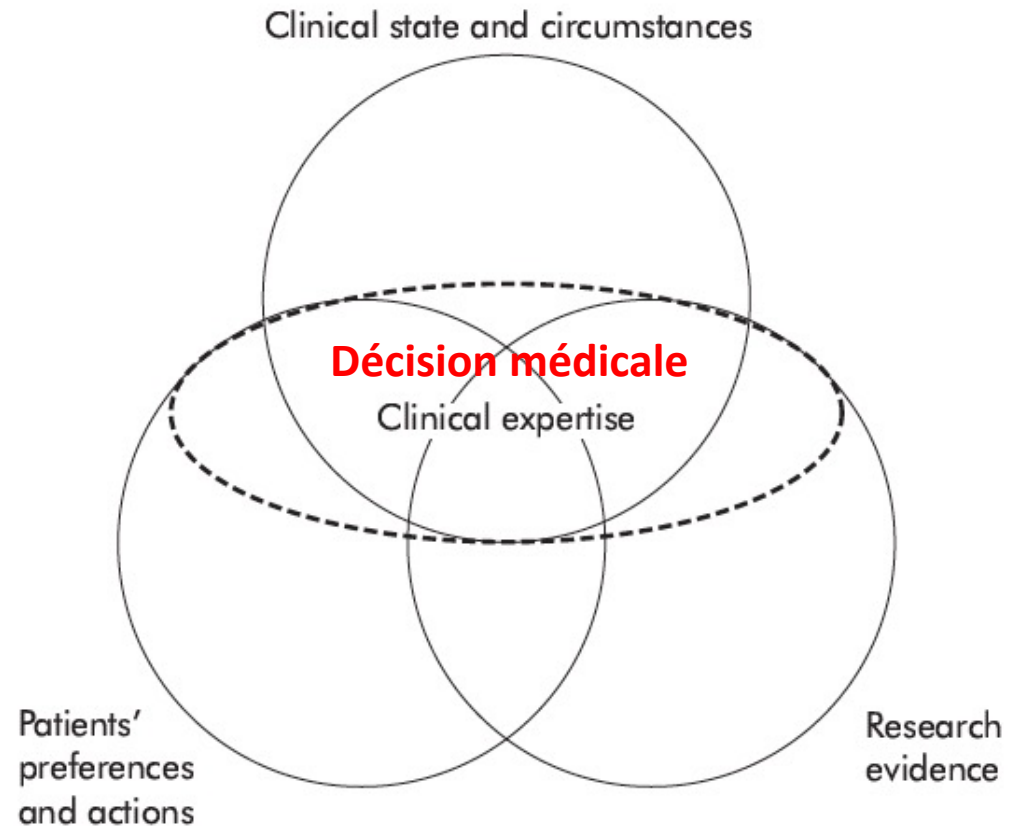 Clinical state and circumstances
Décision médicale
Clinical expertise
Patients'
preferences
and actions
Research
evidence